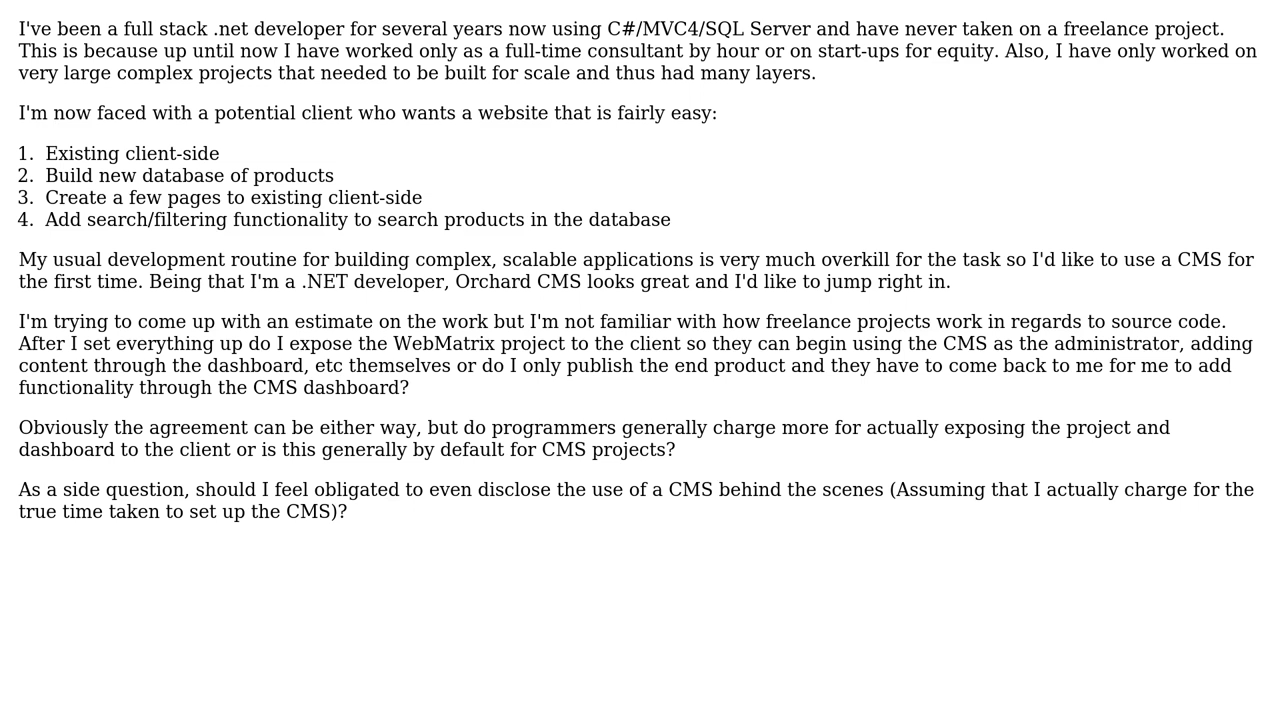 I've been a full stack .net developer for several years now using C#/MVC4/SQL Server and have never taken on a freelance project.
This is because up until now I have worked only as a full-time consultant by hour or on start-ups for equity. Also, I have only worked on
very large complex projects that needed to be built for scale and thus had many layers.
I'm now faced with a potential client who wants a website that is fairly easy:
1. Existing client-side
2. Build new database of products
3. Create a few pages to existing client-side
4. Add search/filtering functionality to search products in the database
My usual development routine for building complex, scalable applications is very much overkill for the task so I'd like to use a CMS for
the first time. Being that I'm a .NET developer, Orchard CMS looks great and I'd like to jump right in.
I'm trying to come up with an estimate on the work but I'm not familiar with how freelance projects work in regards to source code.
After I set everything up do I expose the WebMatrix project to the client so they can begin using the CMS as the administrator, adding
content through the dashboard, etc themselves or do I only publish the end product and they have to come back to me for me to add
functionality through the CMS dashboard?
Obviously the agreement can be either way, but do programmers generally charge more for actually exposing the project and
dashboard to the client or is this generally by default for CMS projects?
As a side question, should I feel obligated to even disclose the use of a CMS behind the scenes (Assuming that I actually charge for the
true time taken to set up the CMS)?